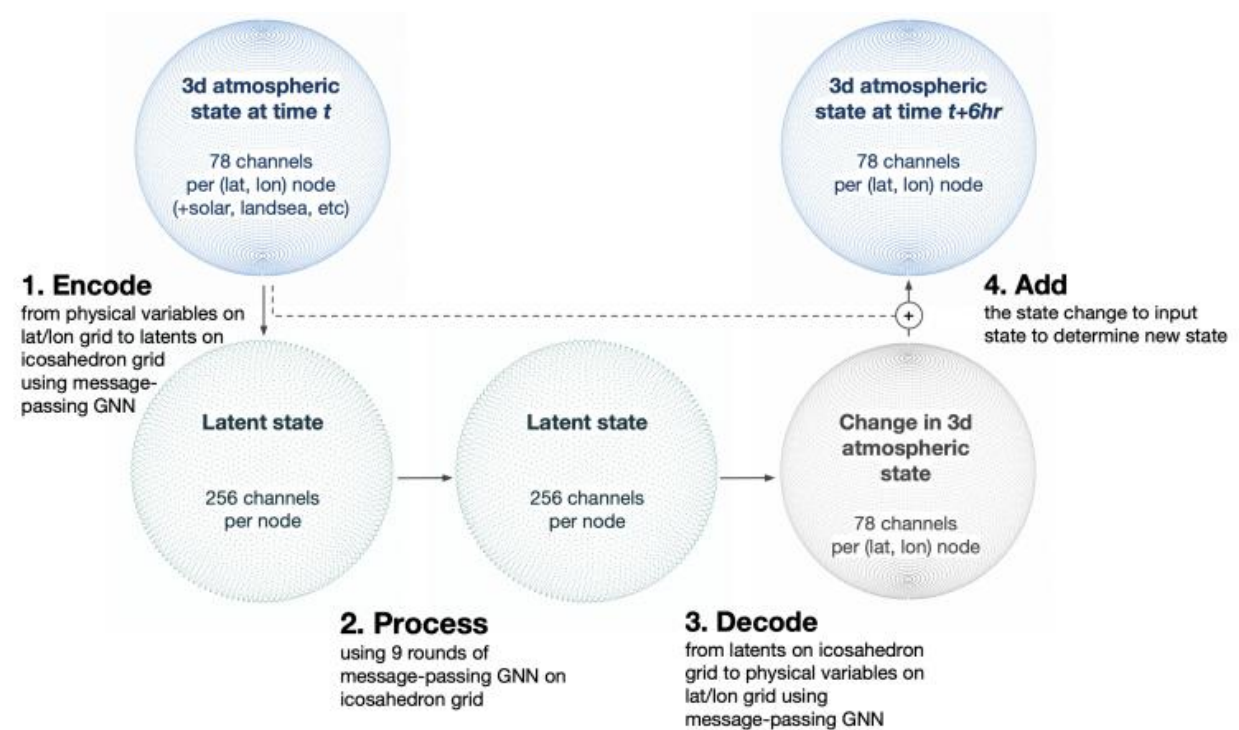 3d atmospheric
state at time t
78 channels
per (lat, lon) node
(+solar, landsea, etc)
3d atmospheric
state at time t+6hr
78 channels
per (lat, lon) node
1. Encode
from physical variables on
lat/lon grid to latents on
icosahedron grid
using message-
passing GNN
+
4. Add
the state change to input
state to determine new state
Latent state
256 channels
per node
Latent state
256 channels
per node
Change in 3d
atmospheric
state
78 channels
per (lat, lon) node
2. Process
using 9 rounds of
message-passing GNN on
icosahedron grid
3. Decode
from latents on icosahedron
grid to physical variables on
lat/lon grid using
message-passing GNN